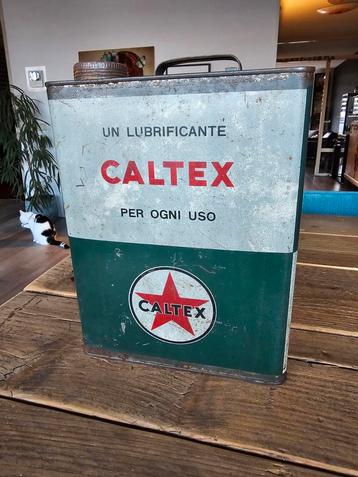 UN LUBRIFICANTE
CALTEX
PER OGNI USO
CALTEX